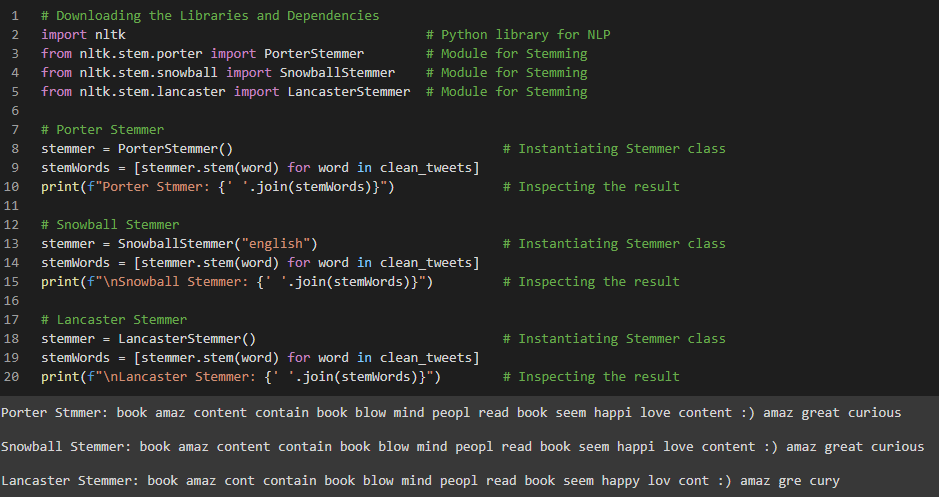 1 # Downloading the Libraries and Dependencies
2 import nltk # Python library for NLP
3 from nltk.stem.porter import PorterStemmer # Module for Stemming
4 from nltk.stem.snowball import SnowballStemmer # Module for Stemming
5 from nltk.stem.lancaster import LancasterStemmer # Module for Stemming
6
7 # Porter Stemmer
8 stemmer = PorterStemmer() # Instantiating Stemmer class
9 stemWords = [stemmer.stem(word) for word in clean_tweets]
10 print(f"Porter Stmmer: {' '.join(stemWords)}") # Inspecting the result
11
12 # Snowball Stemmer
13 stemmer = SnowballStemmer("english") # Instantiating Stemmer class
14 stemWords = [stemmer.stem(word) for word in clean_tweets]
15 print(f"\nSnowball Stemmer: {' '.join(stemWords)}") # Inspecting the result
16
17 # Lancaster Stemmer
18 stemmer = LancasterStemmer() # Instantiating Stemmer class
19 stemWords = [stemmer.stem(word) for word in clean_tweets]
20 print(f"\nLancaster Stemmer: {' '.join(stemWords)}") # Inspecting the result
Porter Stmmer: book amaz content contain book blow mind peopl read book seem happi love content :) amaz great curious
Snowball Stemmer: book amaz content contain book blow mind peopl read book seem happi love content :) amaz great curious
Lancaster Stemmer: book amaz cont contain book blow mind peopl read book seem happy lov cont :) amaz gre cury